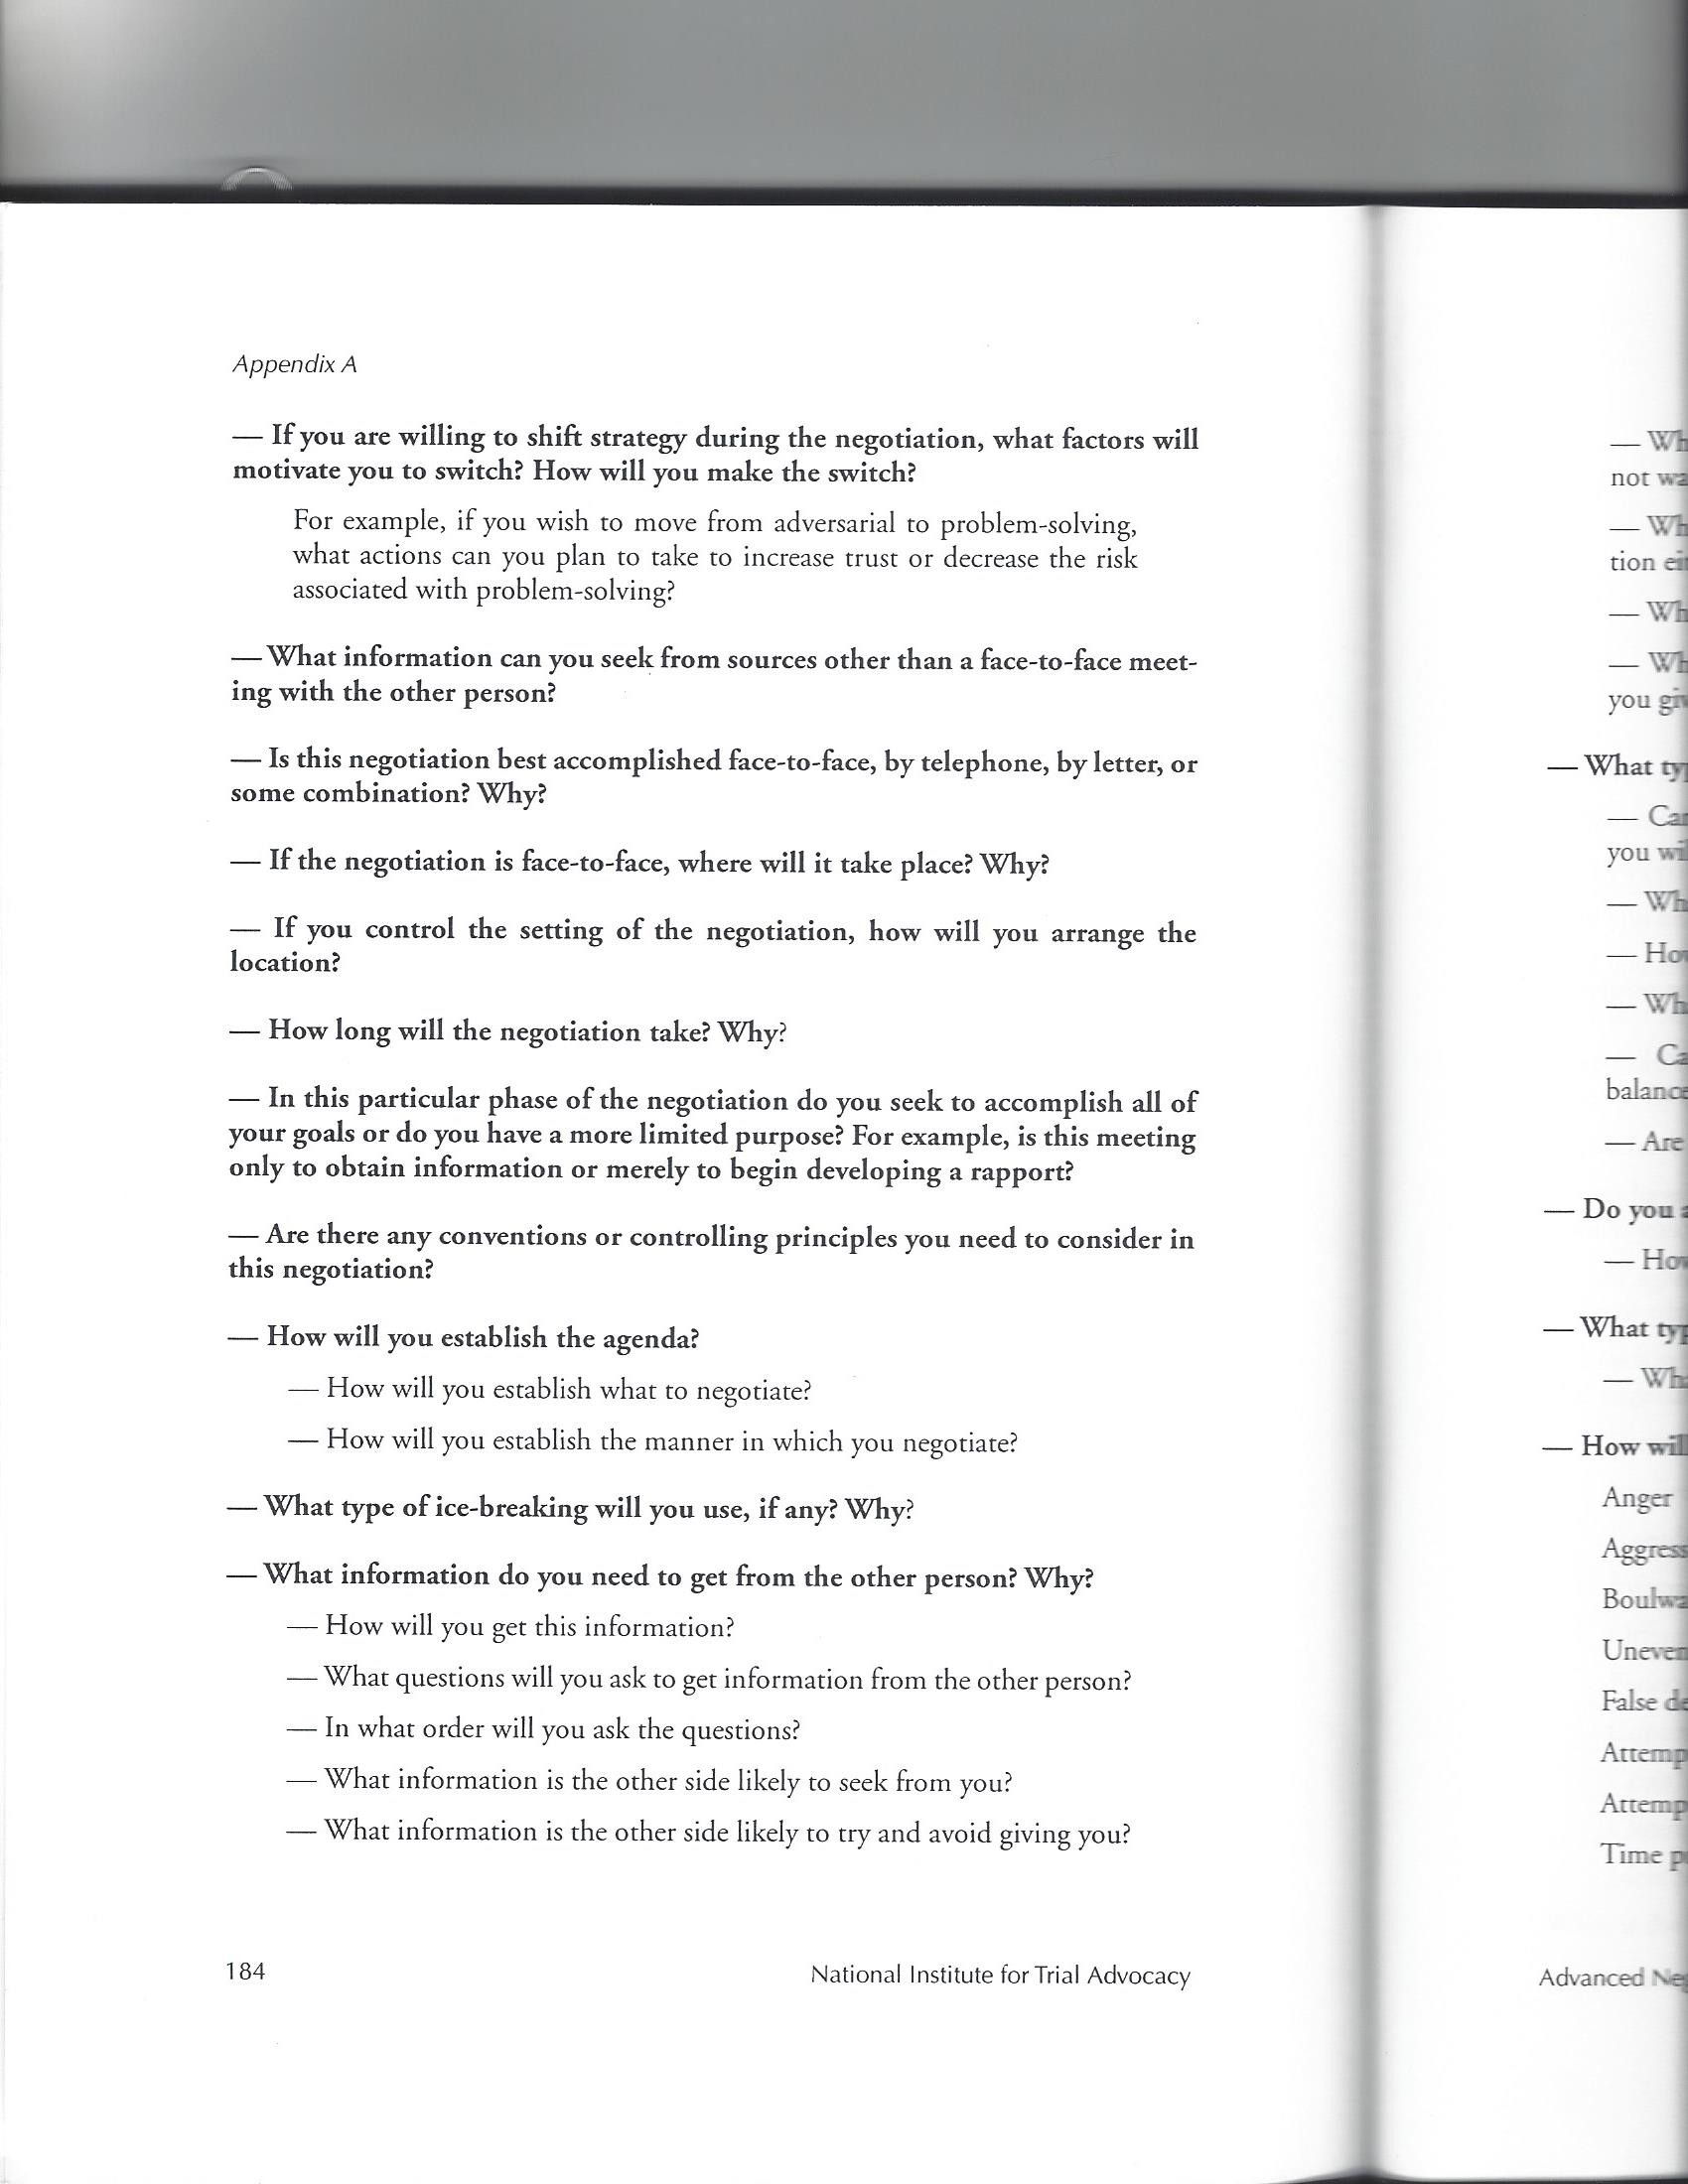 Appendix A
— If you are willing to shift strategy during the negotiation, what factors will
motivate you to switch? How will you make the switch?
For example, if you wish to move from adversarial to problem-solving,
what actions can you plan to take to increase trust or decrease the risk
associated with problem-solving?
— What information can you seek from sources other than a face-to-face meet-
ing with the other person?
— Is this negotiation best accomplished face-to-face, by telephone, by letter, or
some combination? Why?
— If the negotiation is face-to-face, where will it take place? Why?
— If you control the setting of the negotiation, how will you arrange the
location?
— How long will the negotiation take? Why?
— In this particular phase of the negotiation do you seek to accomplish all of
your goals or do you have a more limited purpose? For example, is this meeting
only to obtain information or merely to begin developing a rapport?
— Are there any conventions or controlling principles you need to consider in
this negotiation?
— How will you establish the agenda?
— How will you establish what to negotiate?
— How will you establish the manner in which you negotiate?
— What type of ice-breaking will you use, if any? Why?
— What information do you need to get from the other person? Why?
— How will you get this information?
— What questions will you ask to get information from the other person?
— In what order will you ask the questions?
— What information is the other side likely to seek from you?
— What information is the other side likely to try and avoid giving you?
184 National Institute for Trial Advocacy
—
not
—
tion
—
—
you
— What
—
you
—
—
—
—
—
— Are
— Do you
—
— What
—
— How
Anger
False
Time
Advanced